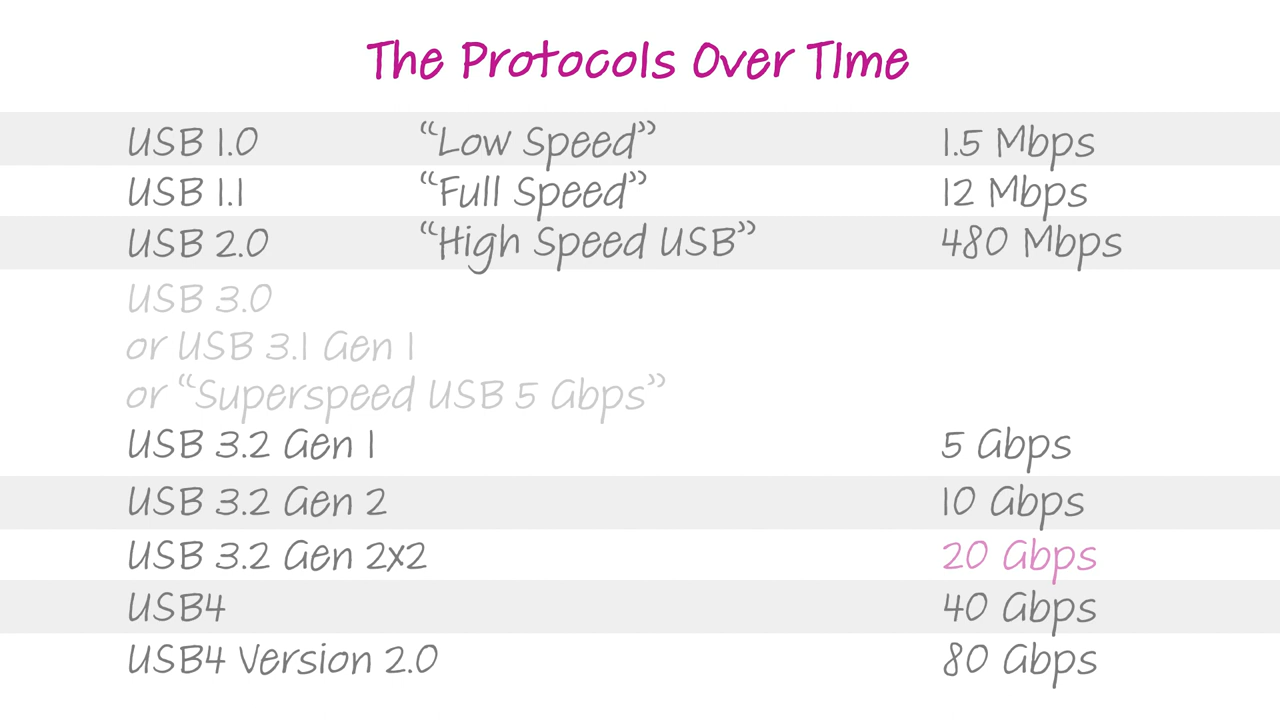 The Protocols Over TIme
USB 1.0 “Low Speed” 1.5 Mbps
USB 1.1 “Full Speed” 12 Mbps
USB 2.0 “High Speed USB” 480 Mbps
USB 3.0
or USB 3.1 Gen 1
or “Superspeed USB 5 Gbps”
USB 3.2 Gen 1 5 Gbps
USB 3.2 Gen 2 10 Gbps
USB 3.2 Gen 2x2 20 Gbps
USB4 40 Gbps
USB4 Version 2.0 80 Gbps